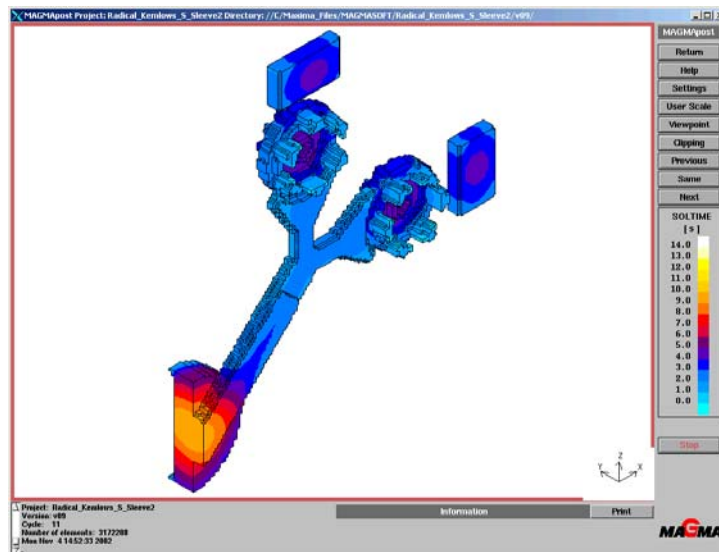 MAGMApost Project: Radical_Kemlows_S_Sleeve2 Directory: //C/Maxima_Files/MAGMASOFT/Radical_Kemlows_S_Sleeve2/v09/
MAGMApost
Return
Help
Settings
User Scale
Viewpoint
Clipping
Previous
Same
Next
SOLTIME
[s]
14.0
13.0
12.0
11.0
10.0
9.0
8.0
7.0
6.0
5.0
4.0
3.0
2.0
1.0
0.0
Stop
Z
Y X
Project: Radical_Kemlows_S_Sleeve2
Version: v09
Cycle: 11
Number of elements: 3172288
Mon Nov 4 14:52:33 2002
Information
Print
MAGMA